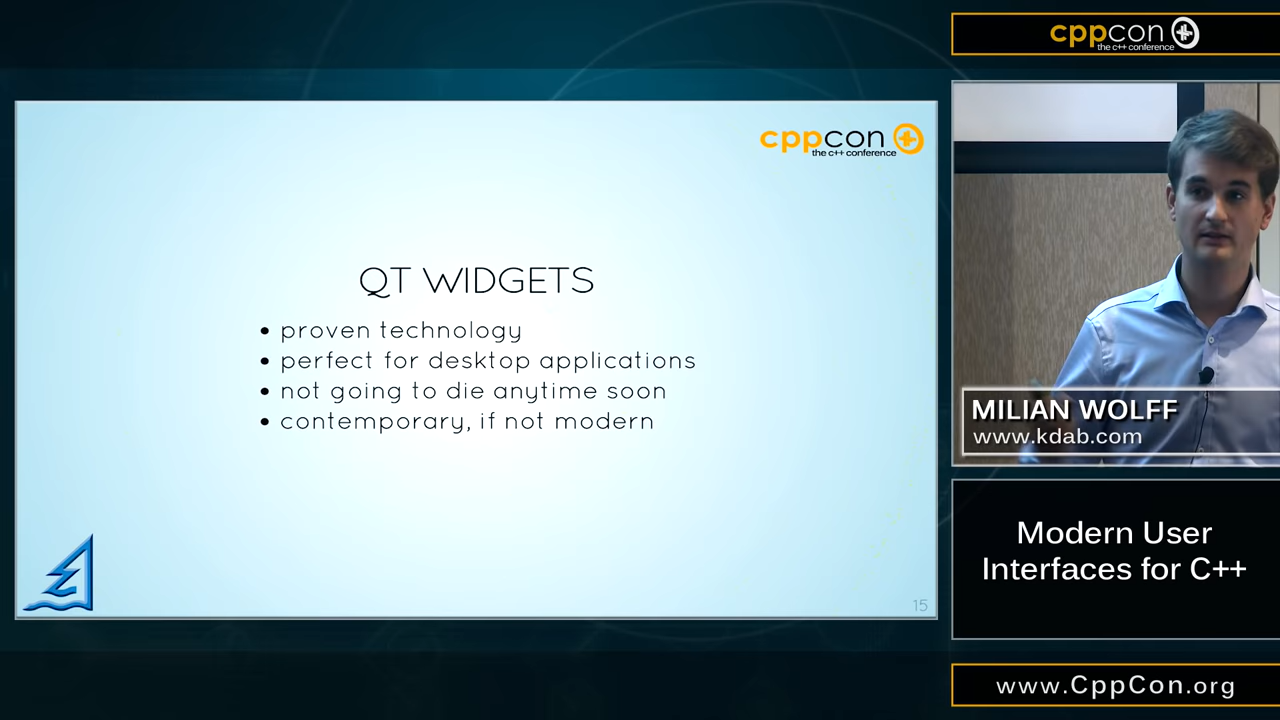 cppcon
the c++ conference
QT WIDGETS
• proven technology
• perfect for desktop applications
• not going to die anytime soon
• contemporary, if not modern
15
cppcon
the c++ conference
MILIAN WOLFF
www.kdab.com
Modern User
Interfaces for C++
www.CppCon.org